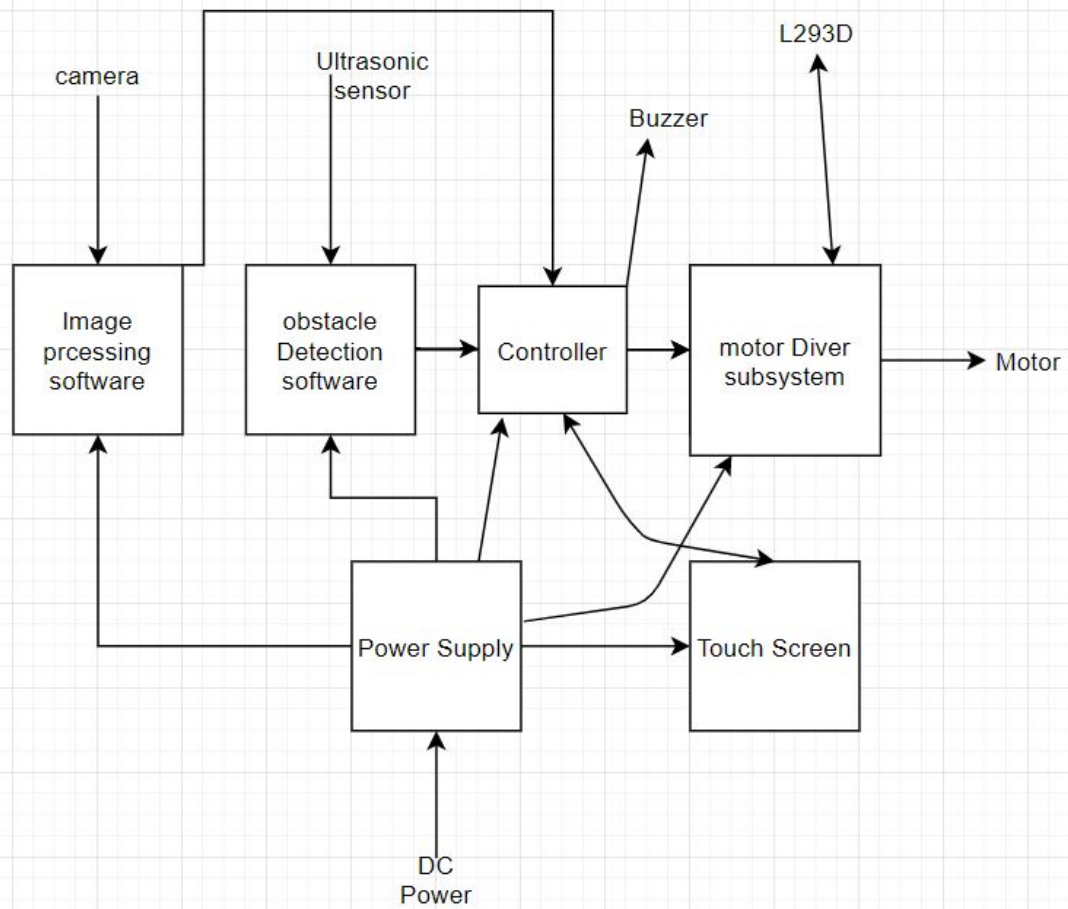 L293D
camera
Ultrasonic
sensor
Buzzer
Image
prcessing
software
obstacle
Detection
software
Controller
motor Diver
subsystem
Motor
Power Supply
Touch Screen
DC
Power